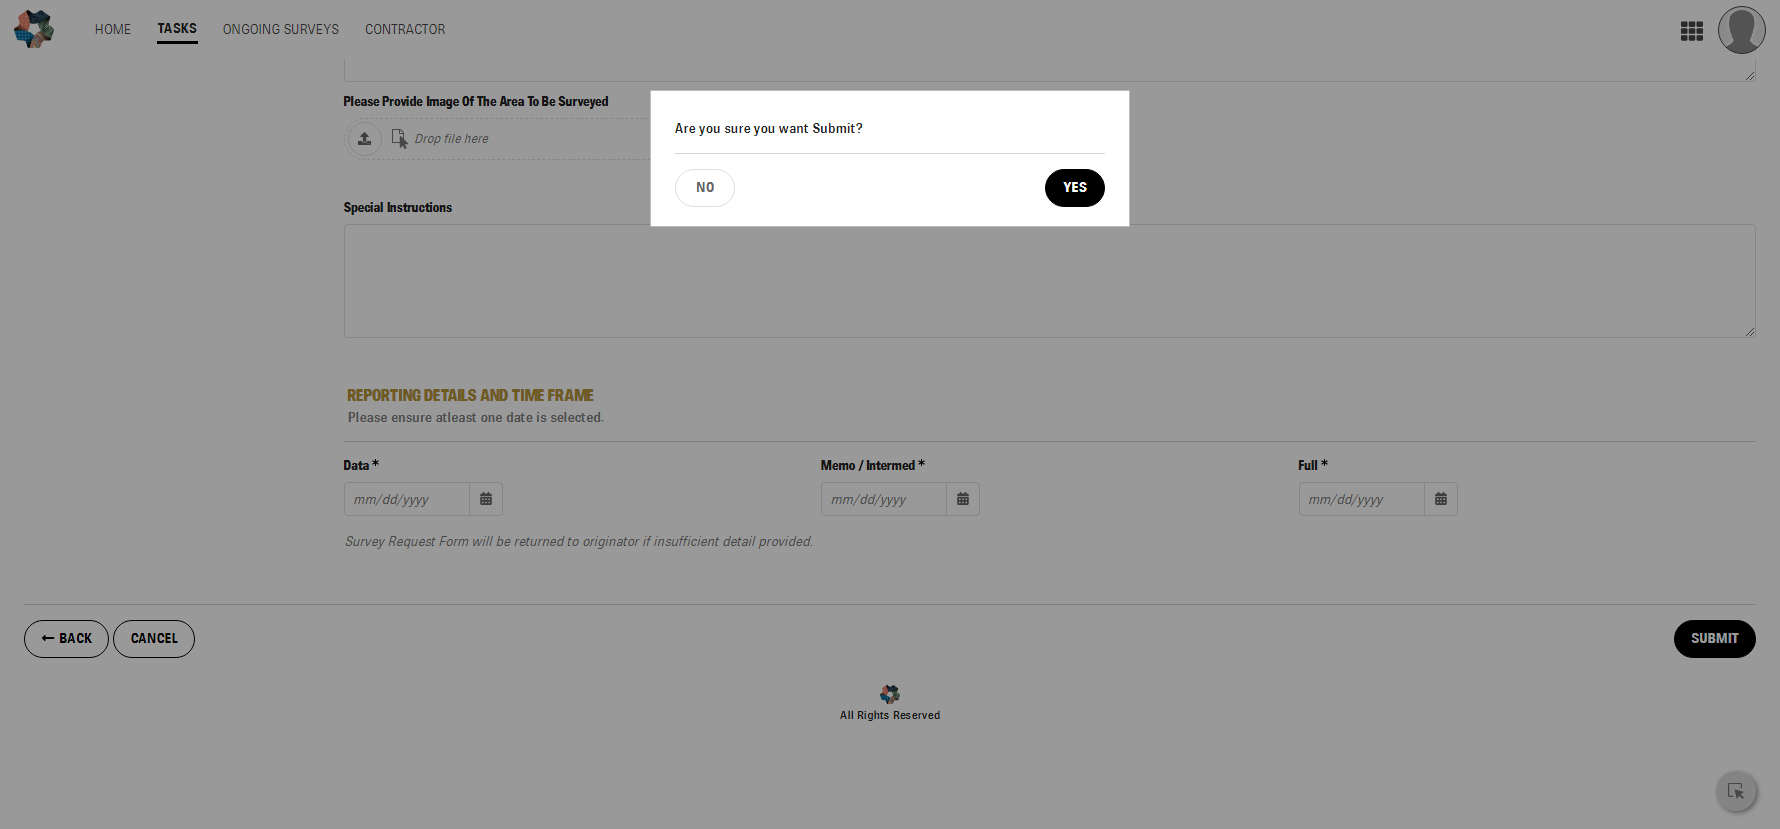 HOME TASKS ONGOING SURVEYS CONTRACTOR
Please Provide Image Of The Area To Be Surveyed
Drop file here
Are you sure you want Submit?
NO YES
Special Instructions
REPORTING DETAILS AND TIME FRAME
Please ensure atleast one date is selected.
Data * Memo / Intermed * Full *
mm/dd/yyyy mm/dd/yyyy mm/dd/yyyy
Survey Request Form will be returned to originator if insufficient detail provided.
BACK CANCEL SUBMIT
All Rights Reserved